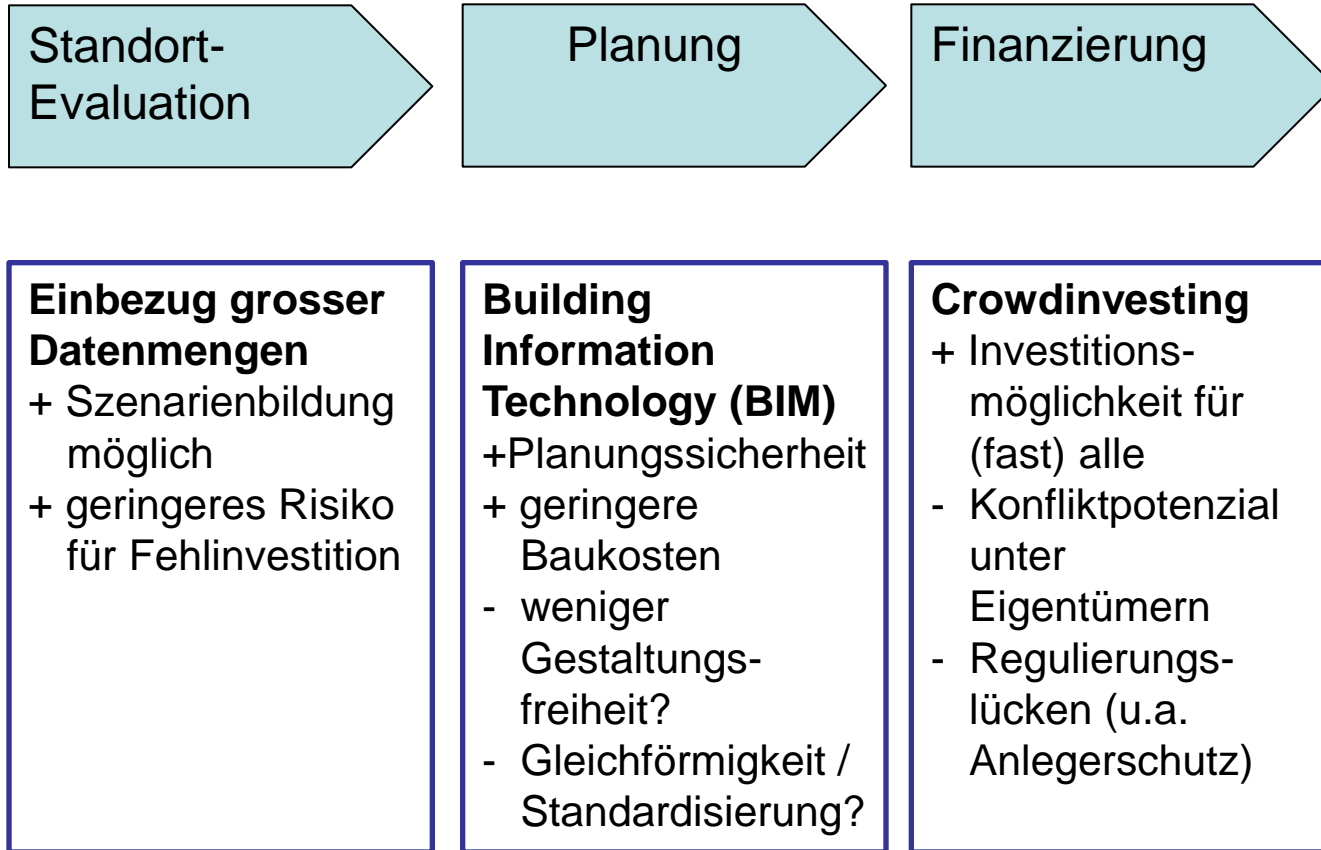 Standort-
Evaluation
Planung
Finanzierung
Einbezug grosser
Datenmengen
+ Szenarienbildung
möglich
+ geringeres Risiko
für Fehlinvestition
Building
Information
Technology (BIM)
+Planungssicherheit
+ geringere
Baukosten
- weniger
Gestaltungs-
freiheit?
- Gleichförmigkeit /
Standardisierung?
Crowdinvesting
+ Investitions-
möglichkeit für
(fast) alle
- Konfliktpotenzial
unter
Eigentümern
- Regulierungs-
lücken (u.a.
Anlegerschutz)